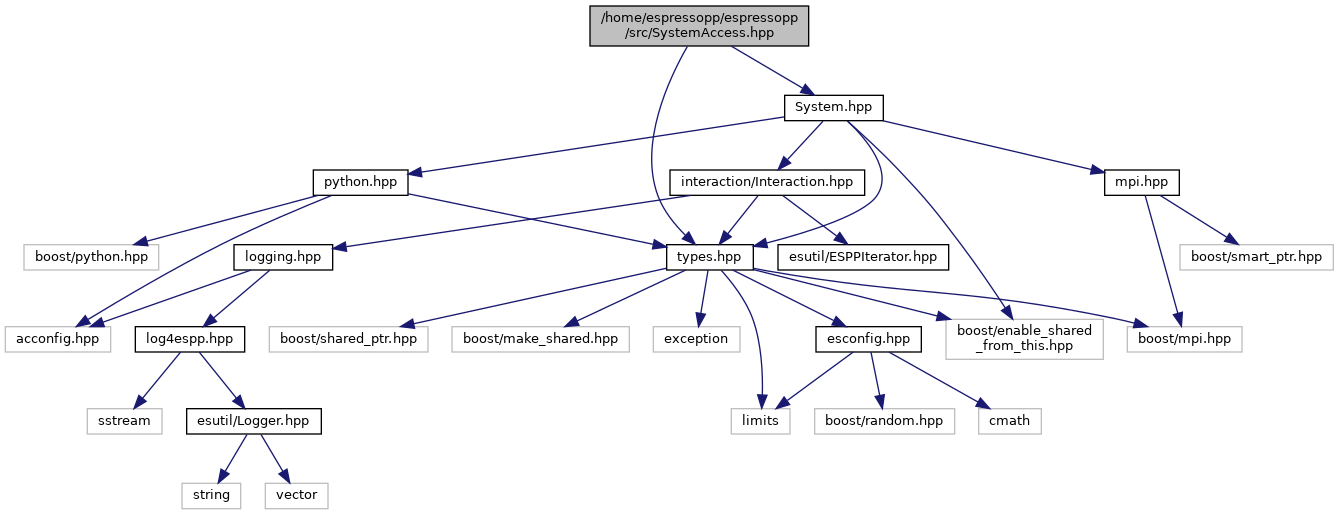 /home/espressopp/espressopp
/src/SystemAccess.hpp
System.hpp
python.hpp
interaction/Interaction.hpp
mpi.hpp
boost/python.hpp
logging.hpp
types.hpp
esutil/ESPPIterator.hpp
boost/smart_ptr.hpp
acconfig.hpp
log4espp.hpp
boost/shared_ptr.hpp
boost/make_shared.hpp
exception
esconfig.hpp
boost/enable_shared
_from_this.hpp
boost/mpi.hpp
sstream
esutil/Logger.hpp
limits
boost/random.hpp
cmath
string
vector